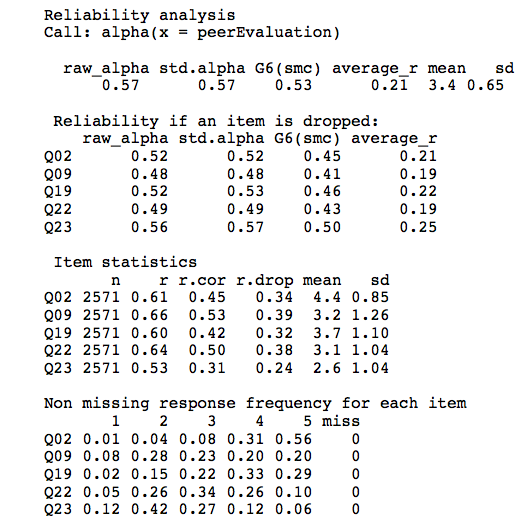 Reliability analysis
Call: alpha(x = peerEvaluation)
raw_alpha std.alpha G6(smc) average_r mean sd
0.57 0.57 0.53 0.21 3.4 0.65
Reliability if an item is dropped:
raw_alpha std.alpha G6(smc) average_r
Q02 0.52 0.52 0.45 0.21
Q09 0.48 0.48 0.41 0.19
Q19 0.52 0.53 0.46 0.22
Q22 0.49 0.49 0.43 0.19
Q23 0.56 0.57 0.50 0.25
Item statistics
n r r.cor r.drop mean sd
Q02 2571 0.61 0.45 0.34 4.4 0.85
Q09 2571 0.66 0.53 0.39 3.2 1.26
Q19 2571 0.60 0.42 0.32 3.7 1.10
Q22 2571 0.64 0.50 0.38 3.1 1.04
Q23 2571 0.53 0.31 0.24 2.6 1.04
Non missing response frequency for each item
1 2 3 4 5 miss
Q02 0.01 0.04 0.08 0.31 0.56 0
Q09 0.08 0.28 0.23 0.20 0.20 0
Q19 0.02 0.15 0.22 0.33 0.29 0
Q22 0.05 0.26 0.34 0.26 0.10 0
Q23 0.12 0.42 0.27 0.12 0.06 0